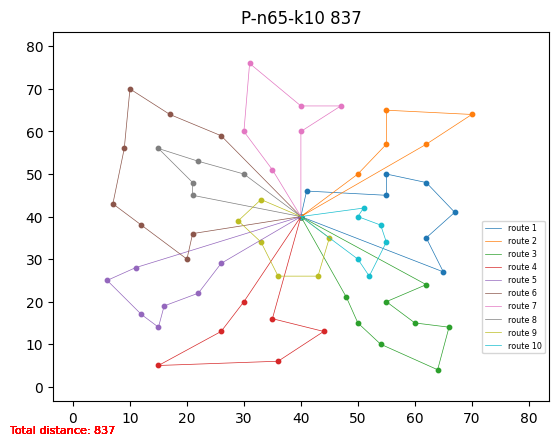 P-n65-k10 837
80
70
60
50
40
30
20
10
0
0 10 20 30 40 50 60 70 80
route 1
route 2
route 3
route 4
route 5
route 6
route 7
route 8
route 9
route 10
Total distance: 837